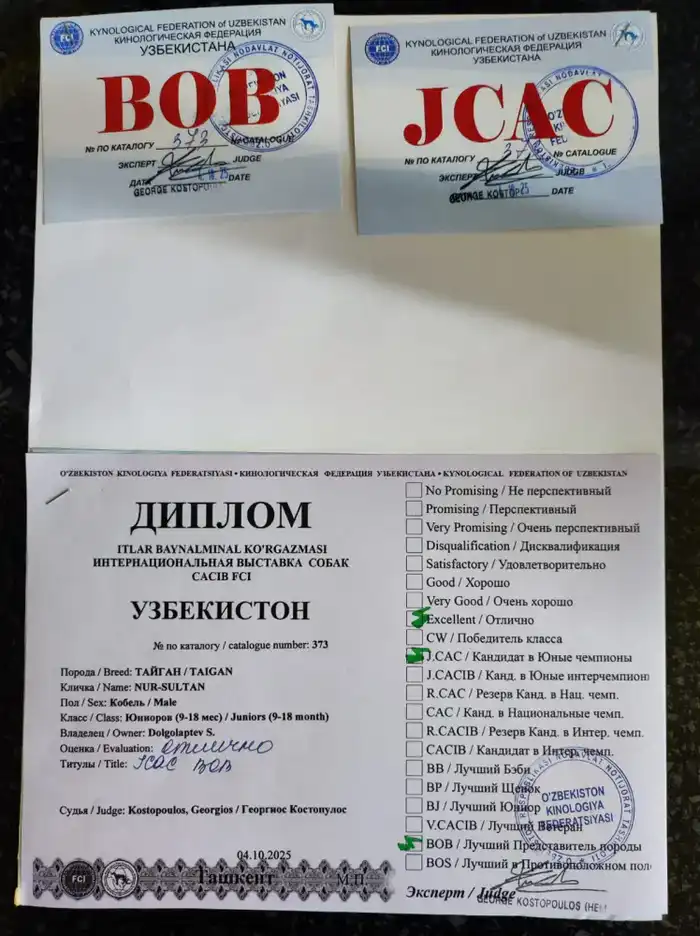 KYNOLOGICAL FEDERATION of UZBEKISTAN
КИНОЛОГИЧЕСКАЯ ФЕДЕРАЦИЯ
УЗБЕКИСТАНА
FCI
BOB
№ ПО КАТАЛОГУ 373 № CATALOGUE
ЭКСПЕРТ JUDGE
ДАТА DATE
GEORGE
KYNOLOGICAL FEDERATION of UZBEKISTAN
КИНОЛОГИЧЕСКАЯ ФЕДЕРАЦИЯ
УЗБЕКИСТАНА
FCI
JCAC
№ ПО КАТАЛОГУ № CATALOGUE
ЭКСПЕРТ JUDGE
DATE
GEORGE
O'ZBEKISTON KINOLOGIYA FEDERATSIYASI • КИНОЛОГИЧЕСКАЯ ФЕДЕРАЦИЯ УЗБЕКИСТАНА • KYNOLOGICAL FEDERATION OF UZBEKISTAN
ДИПЛОМ
ITLAR BAYNALMINAL KO'RGAZMASI
ИНТЕРНАЦИОНАЛЬНАЯ ВЫСТАВКА СОБАК
CACIB FCI
УЗБЕКИСТОН
№ по каталогу / catalogue number: 373
Порода / Breed: ТАЙГАН / TAIGAN
Кличка / Name: NUR-SULTAN
Пол / Sex: Кобель / Male
Класс / Class: Юниоров (9-18 мес) / Juniors (9-18 month)
Владелец / Owner: Dolgolaptev S.
Оценка / Evaluation: отлично
Титулы / Title: JCAC BOB
Судья / Judge: Kostopoulos, Georgios / Георгиос Костопулос
04.10.2025
FCI Ташкент М.П.
No Promising / Не перспективный
Promising / Перспективный
Very Promising / Очень перспективный
Disqualification / Дисквалификация
Satisfactory / Удовлетворительно
Good / Хорошо
Very Good / Очень хорошо
Excellent / Отлично
CW / Победитель класса
J.CAC / Кандидат в Юные чемпионы
J.CACIB / Канд. в Юные интерчемпион
R.CAC / Резерв Канд. в Нац. чемп.
CAC / Канд. в Национальные чемп.
R.CACIB / Резерв Канд. в Интер. чемп.
CACIB / Кандидат в Интер. чемп.
BB / Лучший Бэби
BP / Лучший Щенок
BJ / Лучший Юниор
V.CACIB / Лучший Ветеран
BOB / Лучший Представитель породы
BOS / Лучший в Противоположном пол
O'ZBEKISTON
KINOLOGIYA
FEDERATSIYASI
Эксперт / Judge
GEORGE KOSTOPOULOS